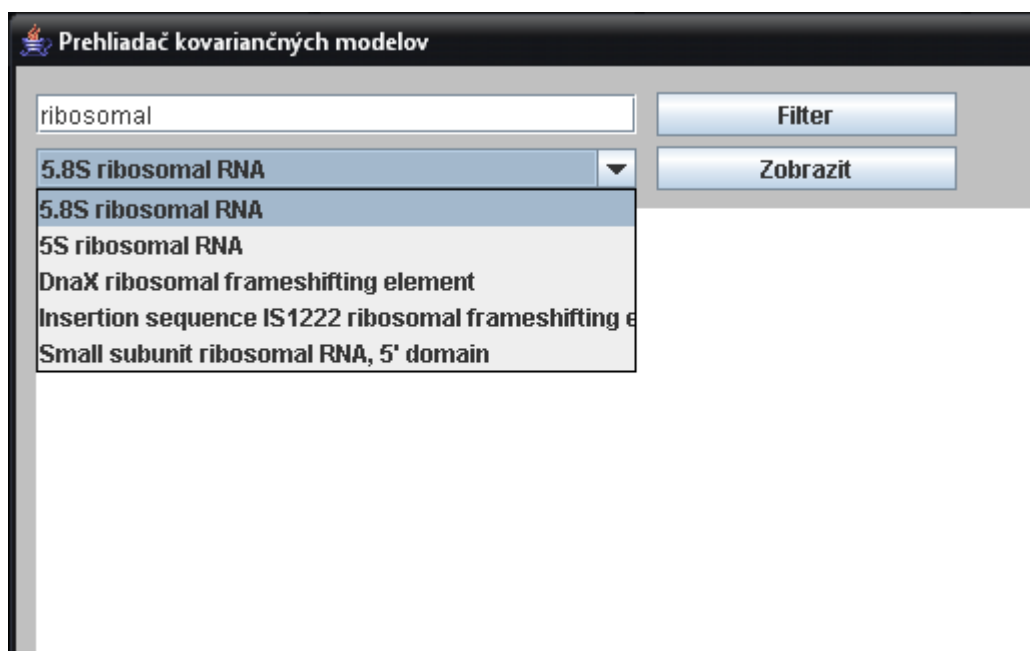 Prehliadač kovariančných modelov
ribosomal
Filter
5.8S ribosomal RNA
Zobrazit
5.8S ribosomal RNA
5S ribosomal RNA
DnaX ribosomal frameshifting element
Insertion sequence IS1222 ribosomal frameshifting e
Small subunit ribosomal RNA, 5' domain